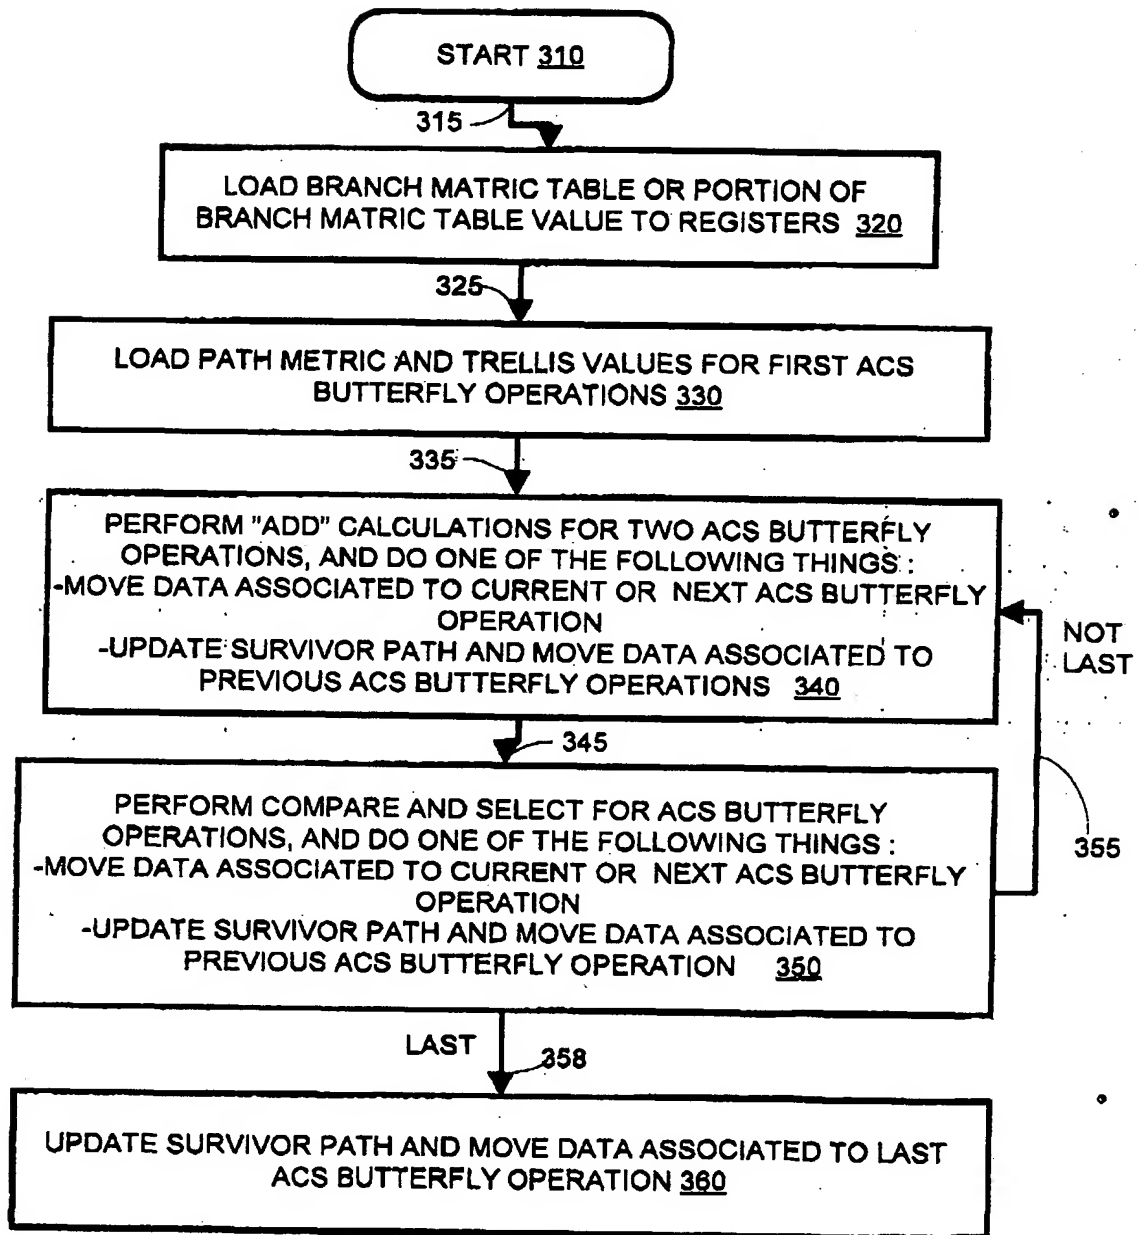 START 310
315
LOAD BRANCH MATRIC TABLE OR PORTION OF
BRANCH MATRIC TABLE VALUE TO REGISTERS 320
325
LOAD PATH METRIC AND TRELLIS VALUES FOR FIRST ACS
BUTTERFLY OPERATIONS 330
335
PERFORM "ADD" CALCULATIONS FOR TWO ACS BUTTERFLY
OPERATIONS, AND DO ONE OF THE FOLLOWING THINGS :
-MOVE DATA ASSOCIATED TO CURRENT OR NEXT ACS BUTTERFLY
OPERATION
-UPDATE SURVIVOR PATH AND MOVE DATA ASSOCIATED TO
PREVIOUS ACS BUTTERFLY OPERATIONS 340
NOT
LAST
345
PERFORM COMPARE AND SELECT FOR ACS BUTTERFLY
OPERATIONS, AND DO ONE OF THE FOLLOWING THINGS :
-MOVE DATA ASSOCIATED TO CURRENT OR NEXT ACS BUTTERFLY
OPERATION
-UPDATE SURVIVOR PATH AND MOVE DATA ASSOCIATED TO
PREVIOUS ACS BUTTERFLY OPERATION 350
355
LAST
358
UPDATE SURVIVOR PATH AND MOVE DATA ASSOCIATED TO LAST
ACS BUTTERFLY OPERATION 360